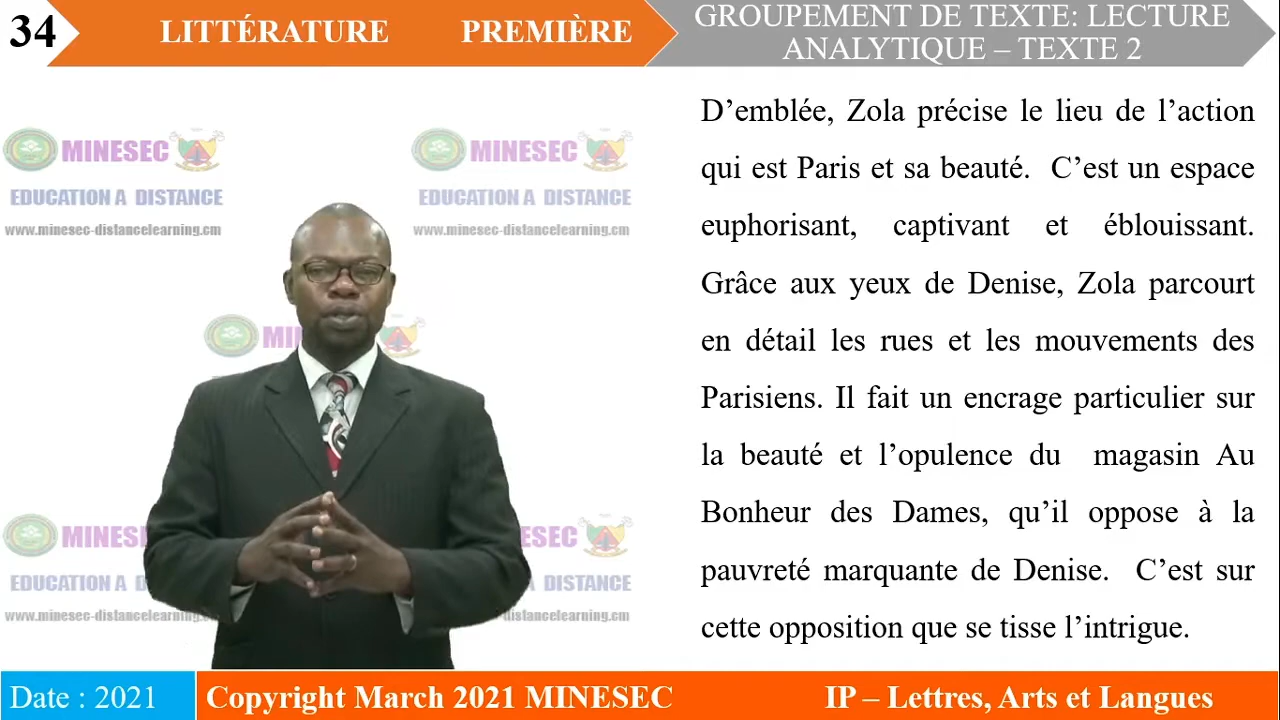 34
LITTÉRATURE PREMIÈRE
GROUPEMENT DE TEXTE: LECTURE
ANALYTIQUE – TEXTE 2
D’emblée, Zola précise le lieu de l’action
qui est Paris et sa beauté. C’est un espace
euphorisant, captivant et éblouissant.
Grâce aux yeux de Denise, Zola parcourt
en détail les rues et les mouvements des
Parisiens. Il fait un encrage particulier sur
la beauté et l’opulence du magasin Au
Bonheur des Dames, qu’il oppose à la
pauvreté marquante de Denise. C’est sur
cette opposition que se tisse l’intrigue.
MINESEC
EDUCATION A DISTANCE
www.minesec-distancelearning.cm
MINESEC
EDUCATION A DISTANCE
www.minesec-distancelearning.cm
Date : 2021
Copyright March 2021 MINESEC
IP – Lettres, Arts et Langues